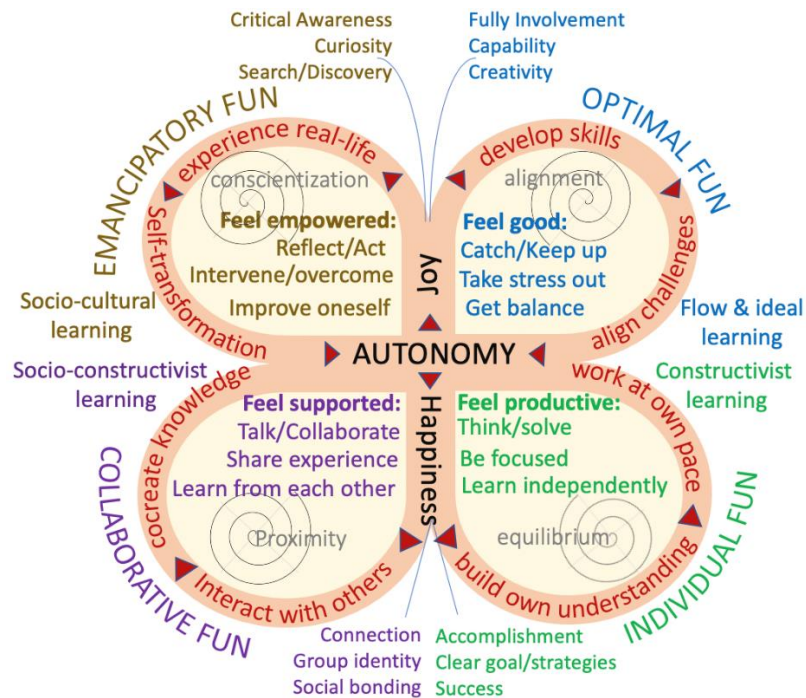 Critical Awareness
Curiosity
Search/Discovery
Fully Involvement
Capability
Creativity
EMANCIPATORY FUN
OPTIMAL FUN
experience real-life
Self-transformation
conscientization
Feel empowered:
Reflect/Act
Intervene/overcome
Improve oneself
develop skills
align challenges
alignment
Feel good:
Catch/Keep up
Take stress out
Get balance
Joy
Socio-cultural
learning
Flow & ideal
learning
AUTONOMY
Socio-constructivist
learning
Constructivist
learning
Happiness
cocreate knowledge
Interact with others
Feel supported:
Talk/Collaborate
Share experience
Learn from each other
Proximity
work at own pace
build own understanding
Feel productive:
Think/solve
Be focused
Learn independently
equilibrium
COLLABORATIVE FUN
INDIVIDUAL FUN
Connection
Group identity
Social bonding
Accomplishment
Clear goal/strategies
Success